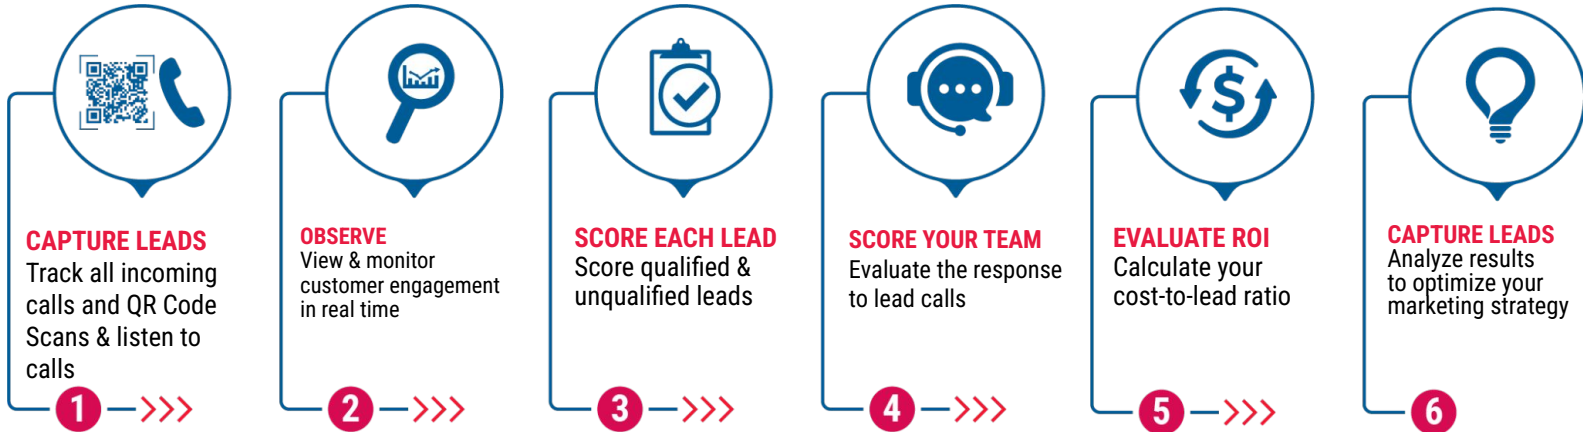 CAPTURE LEADS
Track all incoming
calls and QR Code
Scans & listen to
calls
1
OBSERVE
View & monitor
customer engagement
in real time
2
SCORE EACH LEAD
Score qualified &
unqualified leads
3
SCORE YOUR TEAM
Evaluate the response
to lead calls
4
$
EVALUATE ROI
Calculate your
cost-to-lead ratio
5
CAPTURE LEADS
Analyze results
to optimize your
marketing strategy
6